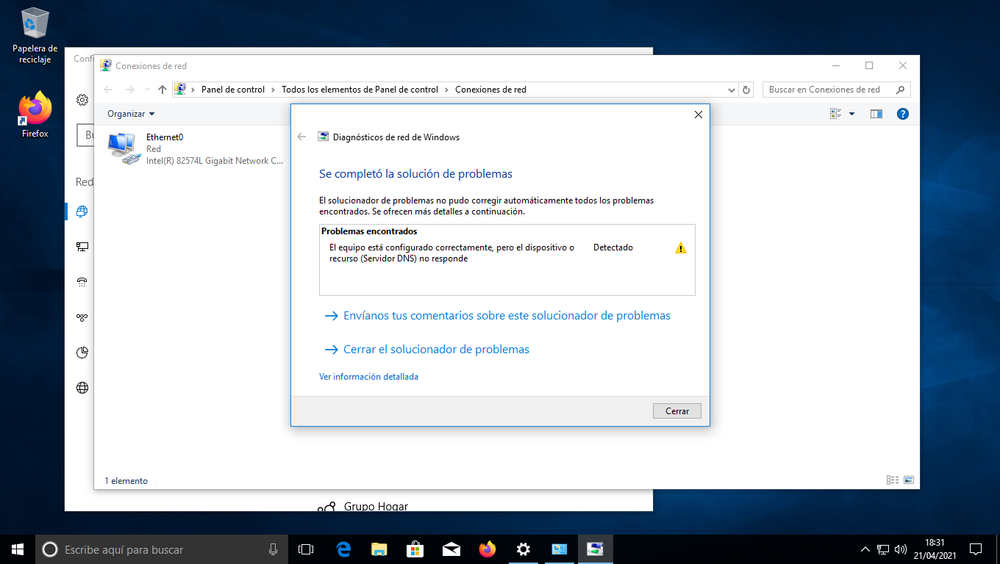 Papelera de
reciclaje
Firefox
Conf
Bu
Red
Grupo Hogar
Conexiones de red
Panel de control
Todos los elementos de Panel de control
Conexiones de red
Buscar en Conexiones de red
Organizar
Ethernet0
Red
Intel(R) 82574L Gigabit Network C...
Diagnósticos de red de Windows
Se completó la solución de problemas
El solucionador de problemas no pudo corregir automáticamente todos los problemas
encontrados. Se ofrecen más detalles a continuación.
Problemas encontrados
El equipo está configurado correctamente, pero el dispositivo o Detectado
recurso (Servidor DNS) no responde
Envíanos tus comentarios sobre este solucionador de problemas
Cerrar el solucionador de problemas
Ver información detallada
Cerrar
1 elemento
Escribe aquí para buscar
18:31
21/04/2021